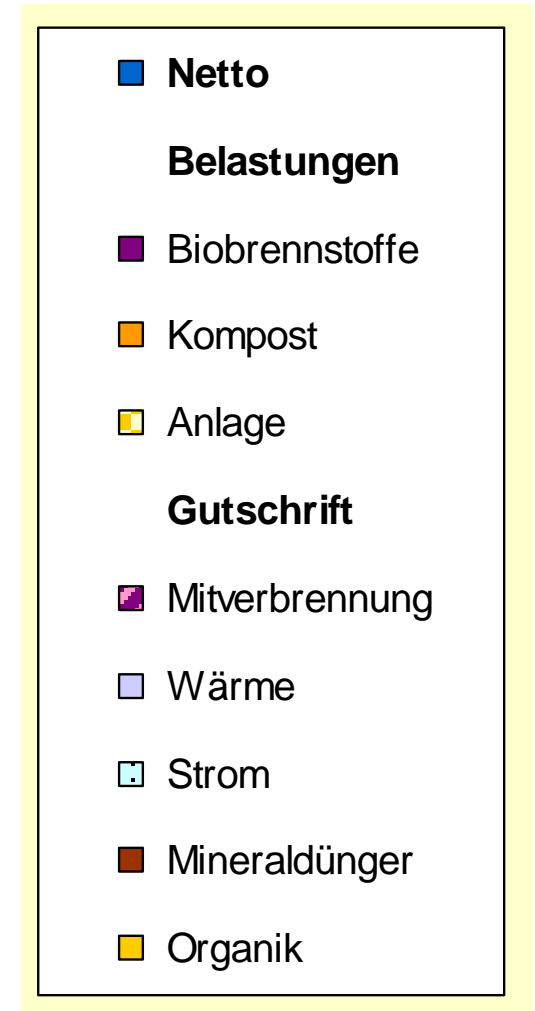 Netto
Belastungen
Biobrennstoffe
Kompost
Anlage
Gutschrift
Mitverbrennung
Wärme
Strom
Mineraldünger
Organik